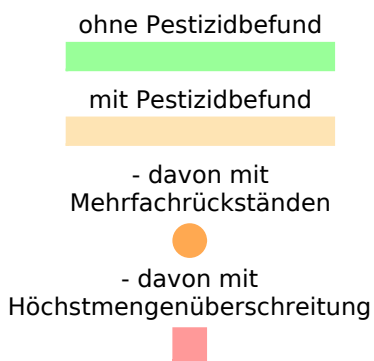 ohne Pestizidbefund
mit Pestizidbefund
- davon mit
Mehrfachrückständen
- davon mit
Höchstmengenüberschreitung